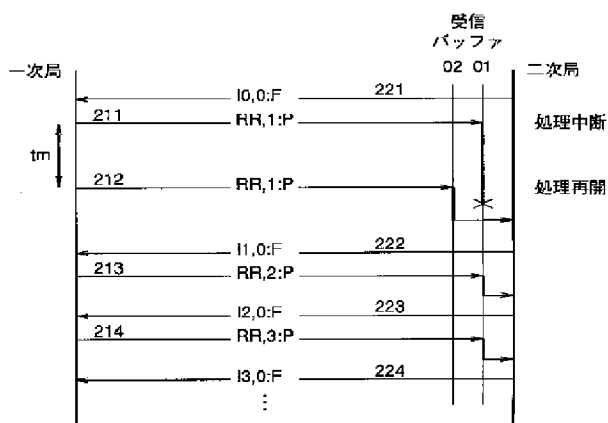 受信
バッファ
一次局
02 01
二次局
I0,0:F
221
211
RR,1:P
処理中断
tm
212
RR,1:P
処理再開
I1,0:F
222
213
RR,2:P
I2,0:F
223
214
RR,3:P
I3,0:F
224
⋮